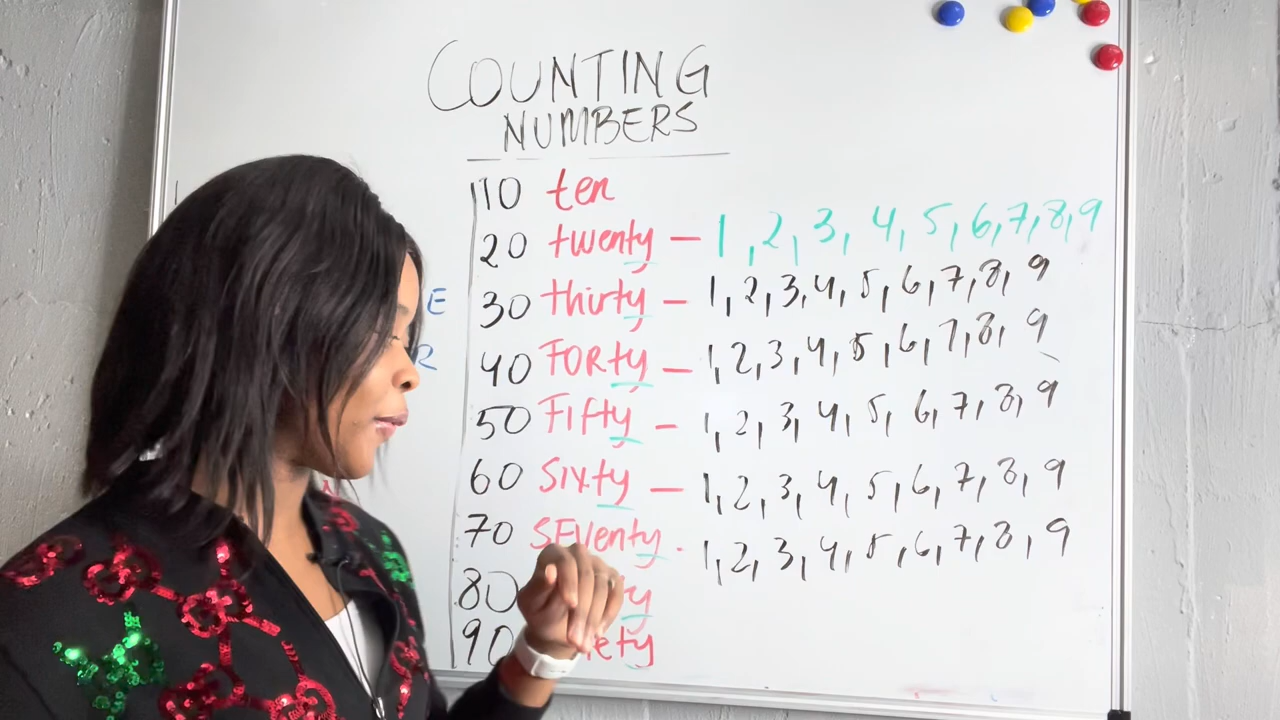 COUNTING
NUMBERS
10 ten
20 twenty – 1, 2, 3, 4, 5, 6, 7, 8, 9
E 30 thirty – 1, 2, 3, 4, 5, 6, 7, 8, 9
R 40 FORty – 1, 2, 3, 4, 5, 6, 7, 8, 9
50 Fifty – 1, 2, 3, 4, 5, 6, 7, 8, 9
60 Sixty – 1, 2, 3, 4, 5, 6, 7, 8, 9
70 SEVenty. 1, 2, 3, 4, 5, 6, 7, 8, 9
80 y
90 ety